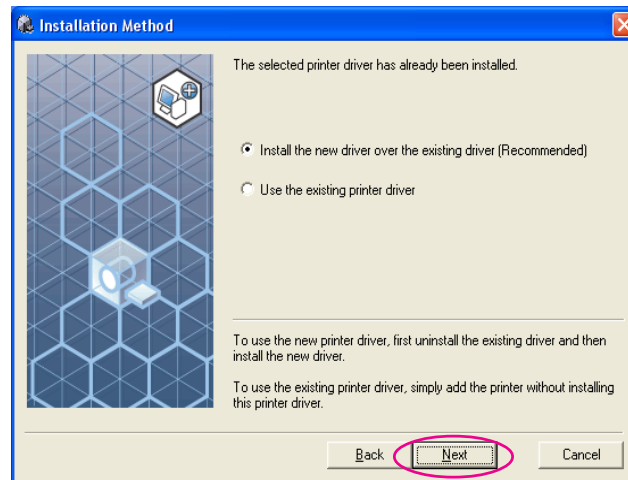 Installation Method
The selected printer driver has already been installed.
Install the new driver over the existing driver (Recommended)
Use the existing printer driver
To use the new printer driver, first uninstall the existing driver and then
install the new driver.
To use the existing printer driver, simply add the printer without installing
this printer driver.
Back Next Cancel